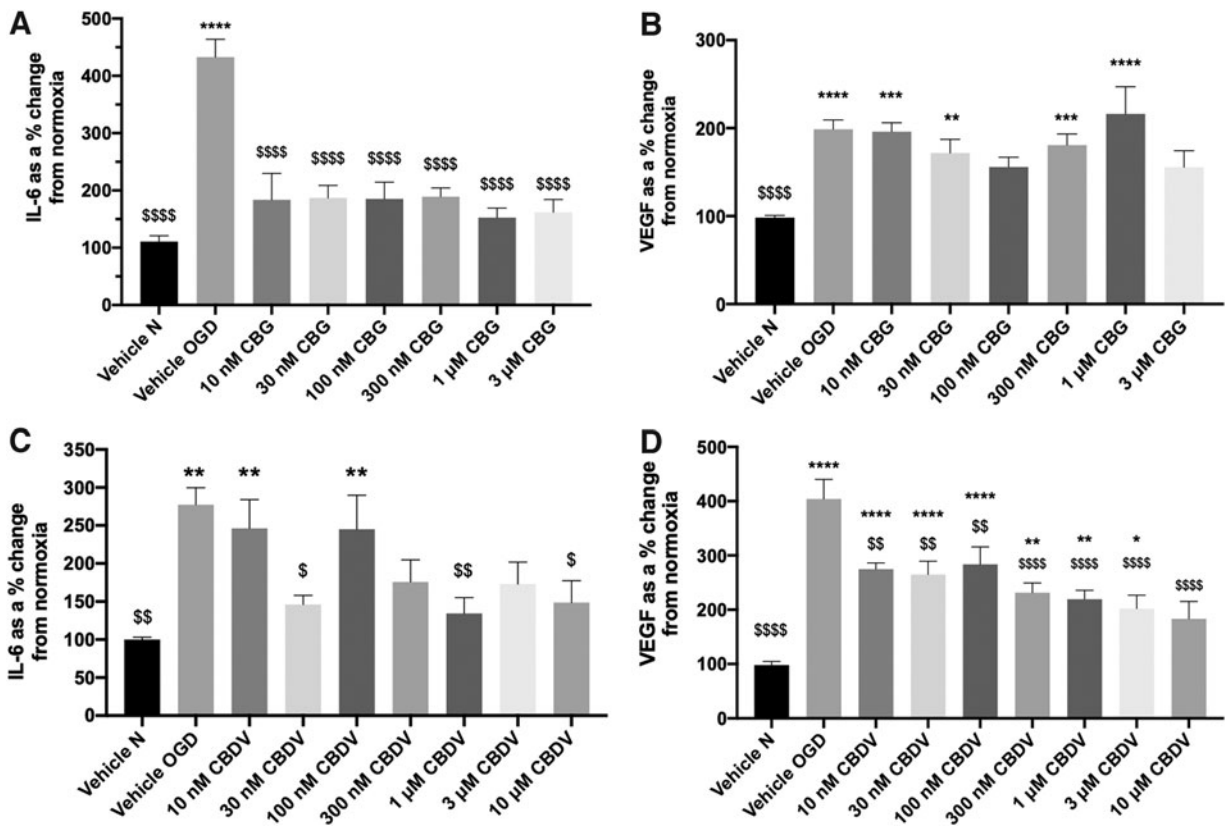 A
IL-6 as a % change
from normoxia
500
400
300
200
100
0
$$$$
****
$$$$
$$$$
$$$$
$$$$
$$$$
$$$$
Vehicle N
Vehicle OGD
10 nM CBG
30 nM CBG
100 nM CBG
300 nM CBG
1 µM CBG
3 µM CBG
B
VEGF as a % change
from normoxia
300
200
100
0
$$$$
****
***
**
***
****
Vehicle N
Vehicle OGD
10 nM CBG
30 nM CBG
100 nM CBG
300 nM CBG
1 µM CBG
3 µM CBG
C
IL-6 as a % change
from normoxia
350
300
250
200
150
100
50
0
$$
**
**
$
**
$$
$
Vehicle N
Vehicle OGD
10 nM CBDV
30 nM CBDV
100 nM CBDV
300 nM CBDV
1 µM CBDV
3 µM CBDV
10 µM CBDV
D
VEGF as a % change
from normoxia
500
400
300
200
100
0
$$$$
****
****
$$
****
$$
****
$$
**
$$$$
**
$$$$
*
$$$$
$$$$
Vehicle N
Vehicle OGD
10 nM CBDV
30 nM CBDV
100 nM CBDV
300 nM CBDV
1 µM CBDV
3 µM CBDV
10 µM CBDV